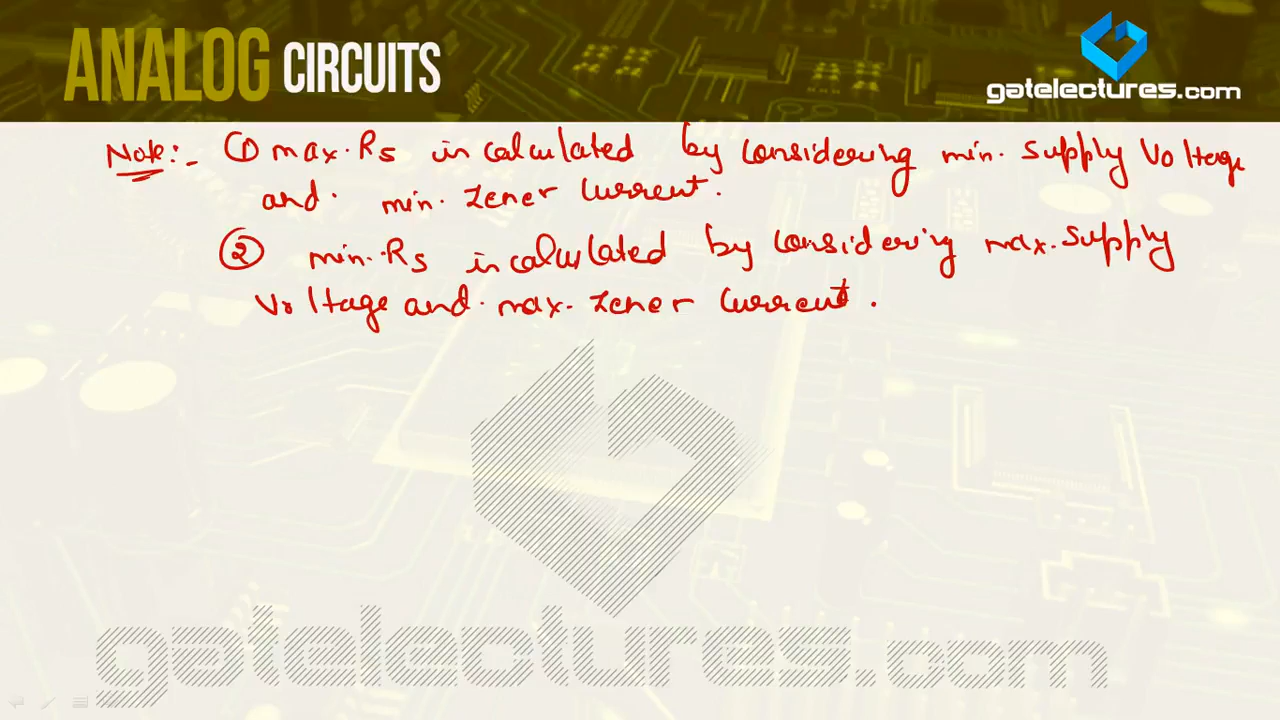 ANALOG CIRCUITS
gatelectures.com
Note:- ① max. Rs is calculated by considering min. supply Voltage
and. min. zener current.
② min. Rs is calculated by considering max. supply
Voltage and max. zener current.
gatelectures.com